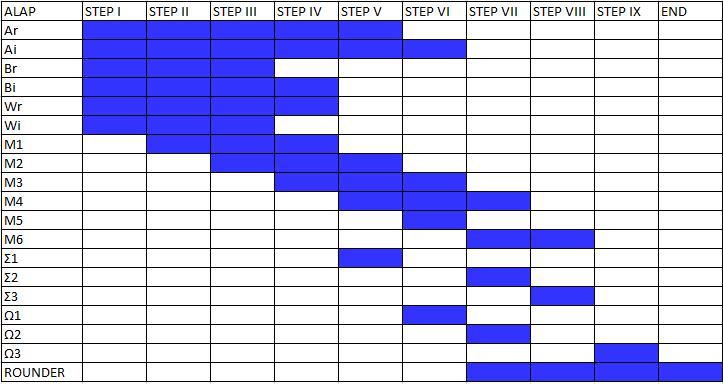 ALAP STEP I STEP II STEP III STEP IV STEP V STEP VI STEP VII STEP VIII STEP IX END
Ar
Ai
Br
Bi
Wr
Wi
M1
M2
M3
M4
M5
M6
Σ1
Σ2
Σ3
Ω1
Ω2
Ω3
ROUNDER